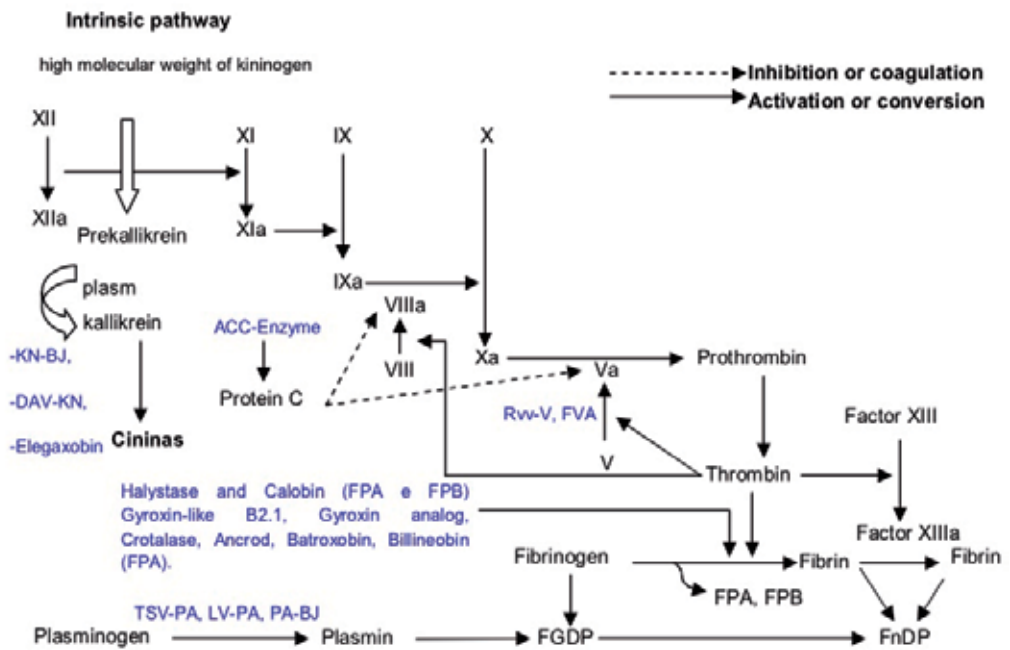 Intrinsic pathway
high molecular weight of kininogen
Inhibition or coagulation
Activation or conversion
XII
XI
IX
X
XIIa
Prekallikrein
XIa
IXa
plasm
kallikrein
VIIIa
ACC-Enzyme
-KN-BJ,
VIII
Xa
Prothrombin
Va
Protein C
-DAV-KN,
Rvv-V, FVA
Factor XIII
-Elegaxobin
Cininas
V
Thrombin
Halystase and Calobin (FPA e FPB)
Gyroxin-like B2.1, Gyroxin analog,
Crotalase, Ancrod, Batroxobin, Billineobin
(FPA).
Factor XIIIa
Fibrinogen
Fibrin
Fibrin
FPA, FPB
TSV-PA, LV-PA, PA-BJ
Plasminogen
Plasmin
FGDP
FnDP